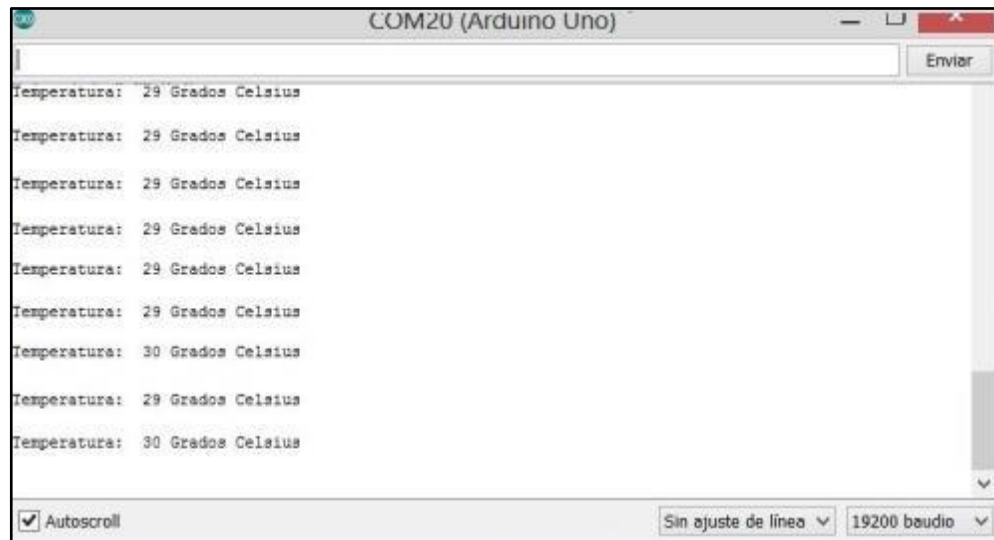 COM20 (Arduino Uno)
Enviar
Temperatura: 29 Grados Celsius
Temperatura: 29 Grados Celsius
Temperatura: 29 Grados Celsius
Temperatura: 29 Grados Celsius
Temperatura: 29 Grados Celsius
Temperatura: 29 Grados Celsius
Temperatura: 30 Grados Celsius
Temperatura: 29 Grados Celsius
Temperatura: 30 Grados Celsius
Autoscroll
Sin ajuste de línea
19200 baudio